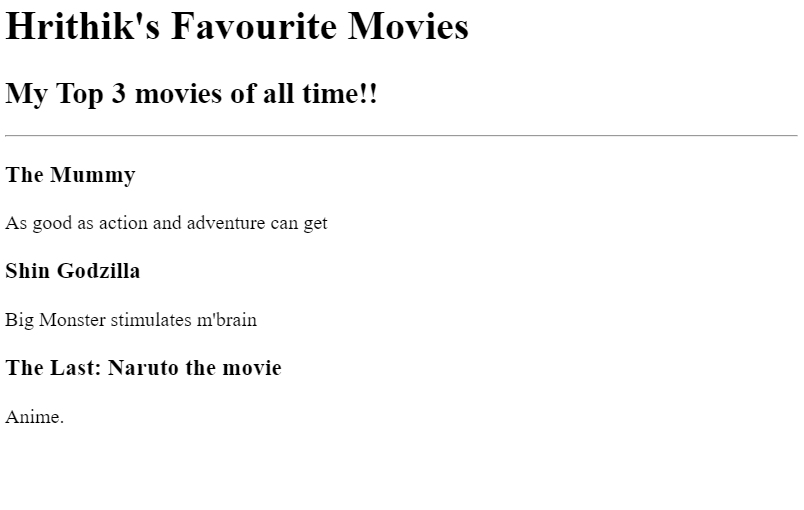 Hrithik's Favourite Movies
My Top 3 movies of all time!!
The Mummy
As good as action and adventure can get
Shin Godzilla
Big Monster stimulates m'brain
The Last: Naruto the movie
Anime.